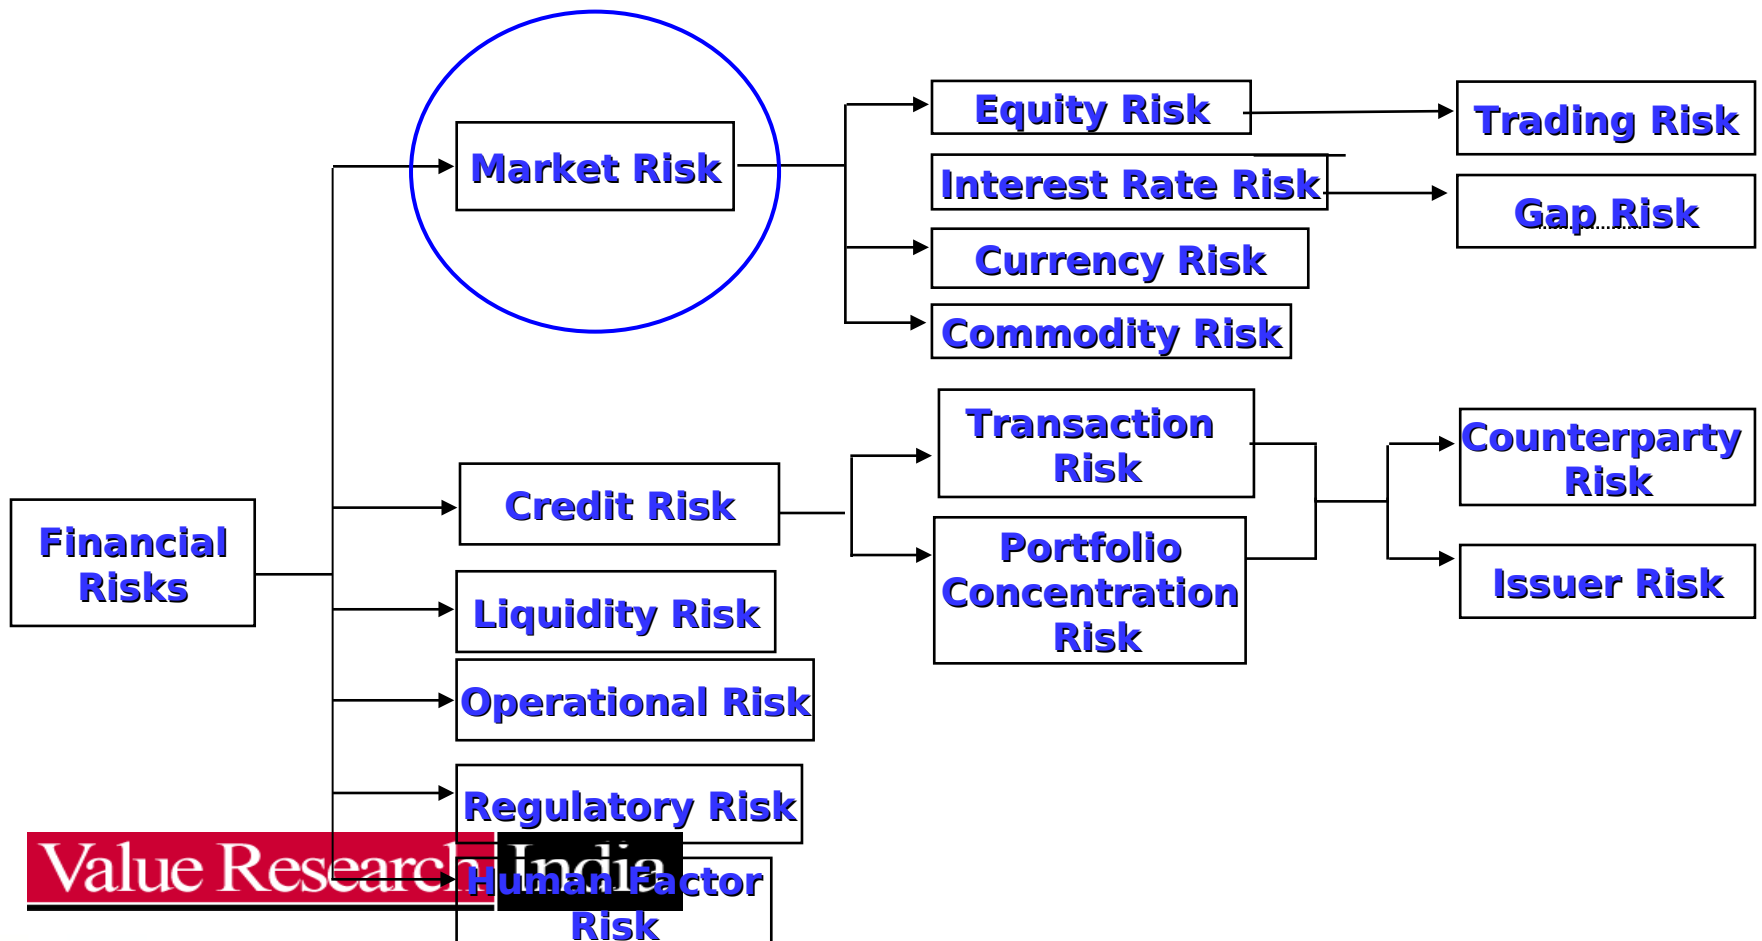 Equity Risk
Trading Risk
Market Risk
Interest Rate Risk
Gap Risk
Currency Risk
Commodity Risk
Transaction
Risk
Counterparty
Risk
Credit Risk
Financial
Risks
Portfolio
Concentration
Risk
Issuer Risk
Liquidity Risk
Operational Risk
Regulatory Risk
Value Research India
Human Factor
Risk